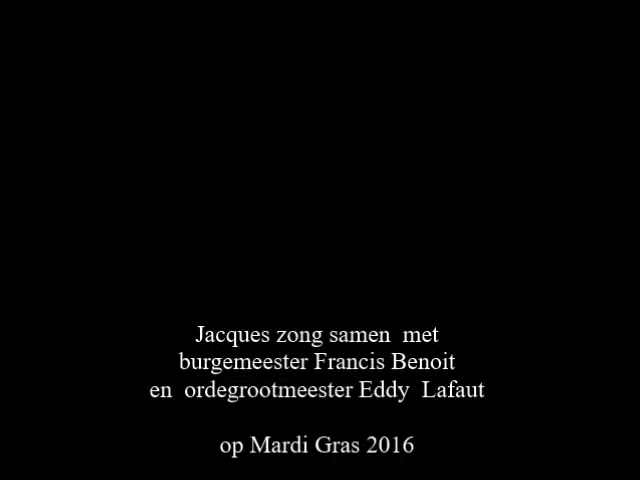 Jacques zong samen  met
burgemeester Francis Benoit
en  ordegrootmeester Eddy  Lafaut
op Mardi Gras 2016